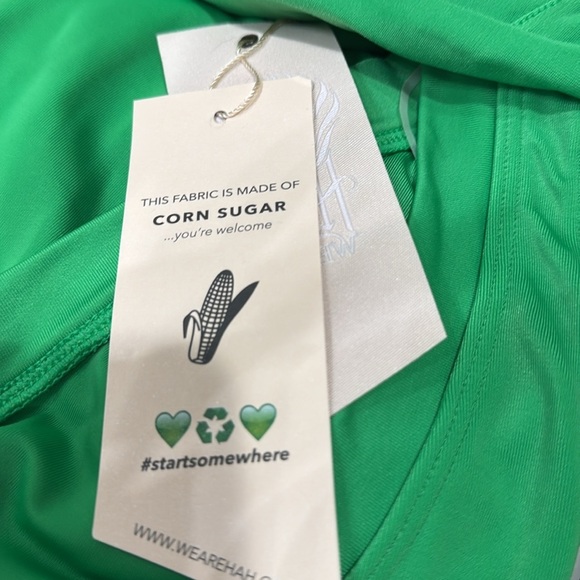 THIS FABRIC IS MADE OF
CORN SUGAR
...you're welcome
#startsomewhere
WWW.WEAREHAH.C